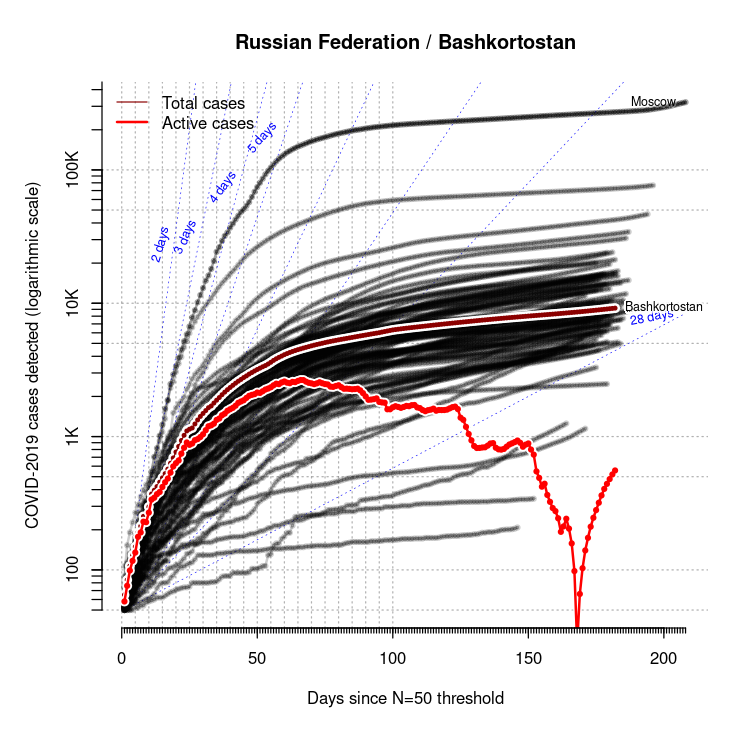 Russian Federation / Bashkortostan
Total cases
Active cases
Moscow
2 days
3 days
4 days
5 days
Bashkortostan
28 days
COVID-2019 cases detected (logarithmic scale)
100K
10K
1K
100
0
50
100
150
200
Days since N=50 threshold